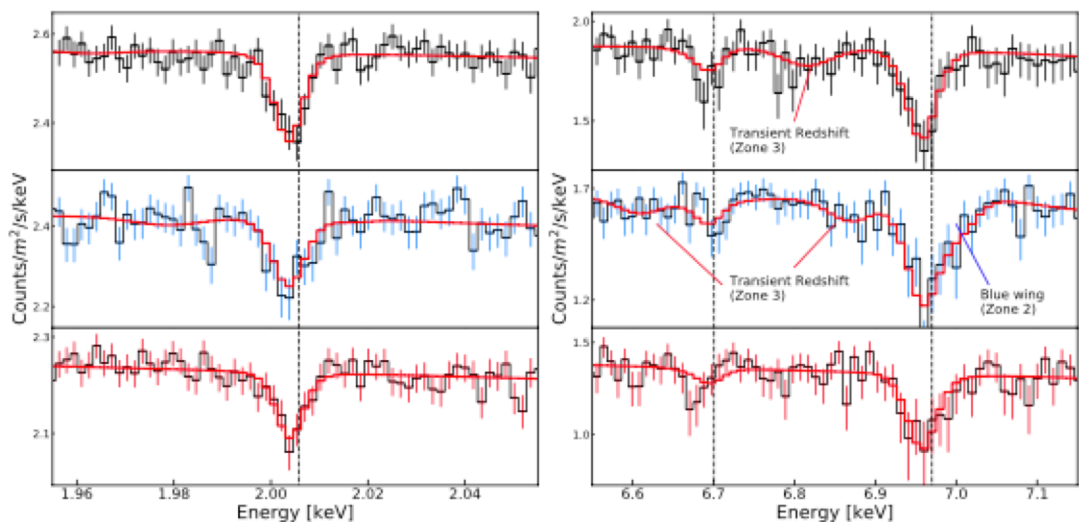 2.6
2.4
Counts/m²/s/keV
2.4
2.2
2.3
2.1
1.96 1.98 2.00 2.02 2.04
Energy [keV]
2.0
1.5
Transient Redshift
(Zone 3)
Counts/m²/s/keV
1.7
1.2
Transient Redshift
(Zone 3)
Blue wing
(Zone 2)
1.5
1.0
6.6 6.7 6.8 6.9 7.0 7.1
Energy [keV]